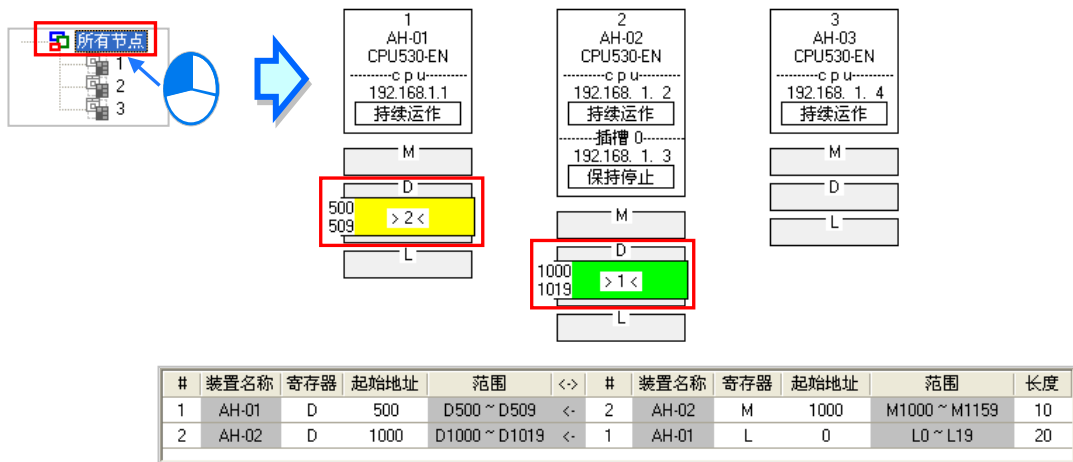 所有节点
1
2
3
1
AH-01
CPU530-EN
cpu
192.168.1.1
持续运作
M
D
500
509
> 2 <
L
2
AH-02
CPU530-EN
cpu
192.168. 1. 2
持续运作
插槽 0
192.168. 1. 3
保持停止
M
D
1000
1019
> 1 <
L
3
AH-03
CPU530-EN
cpu
192.168. 1. 4
持续运作
M
D
L
# 装置名称 寄存器 起始地址 范围 <-> # 装置名称 寄存器 起始地址 范围 长度
1 AH-01 D 500 D500 ~ D509 <- 2 AH-02 M 1000 M1000 ~ M1159 10
2 AH-02 D 1000 D1000 ~ D1019 <- 1 AH-01 L 0 L0 ~ L19 20